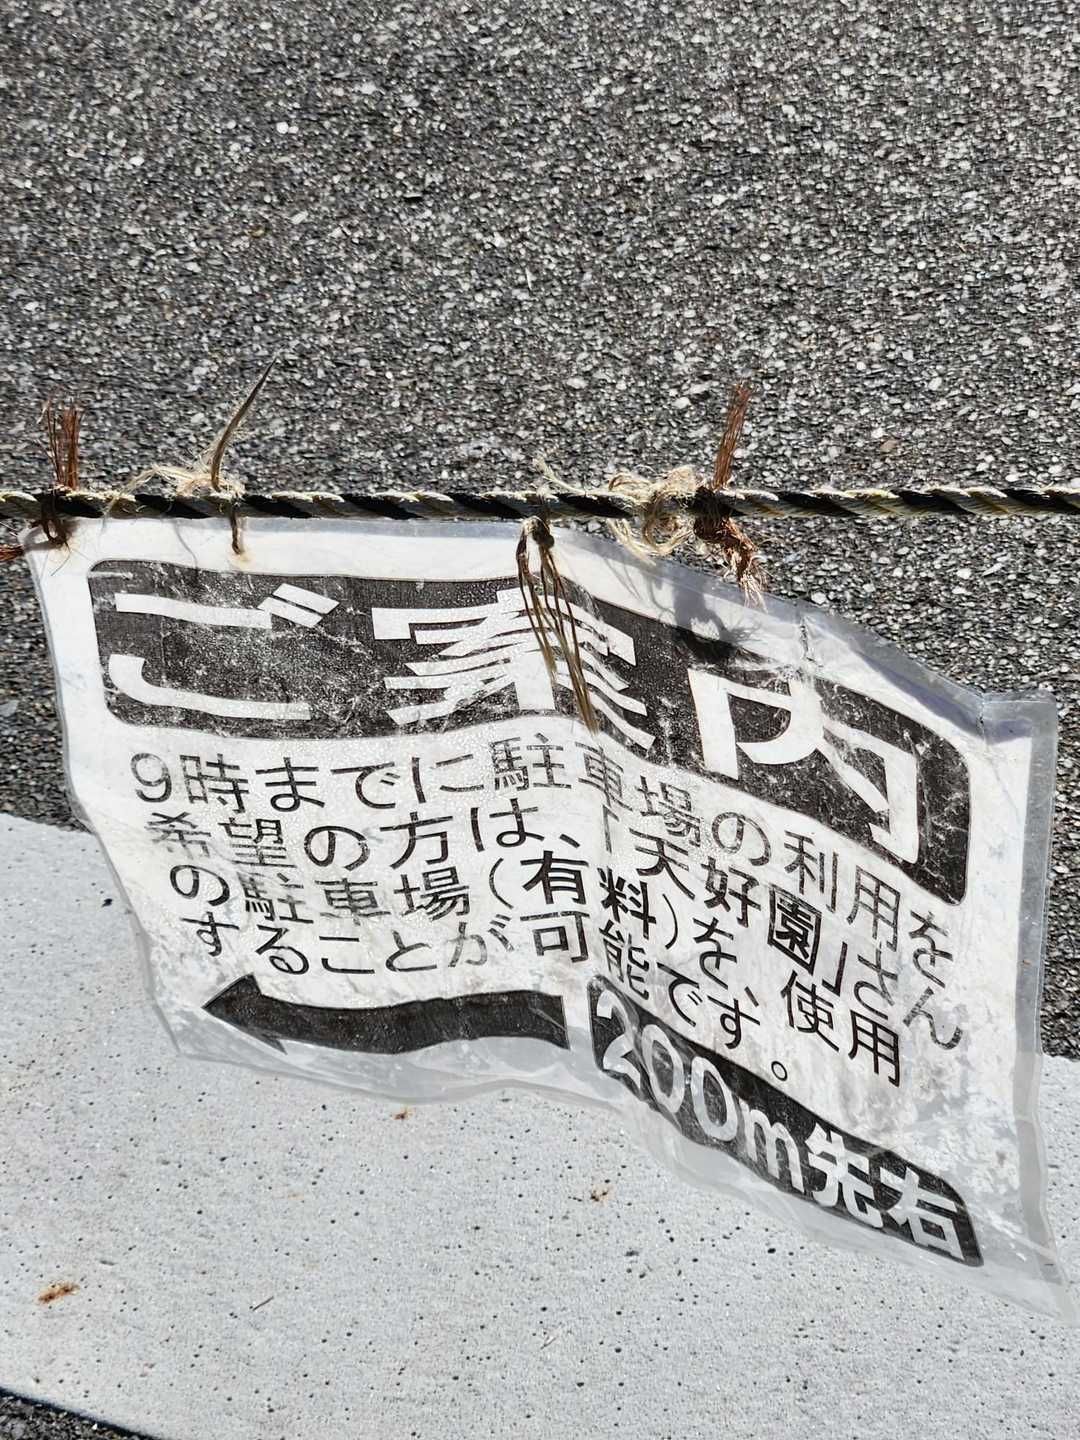 ご案内
9時までに駐車場の利用を
希望の方は、「天好園」さん
の駐車場(有料)を、使用
することが可能です。
200m先右